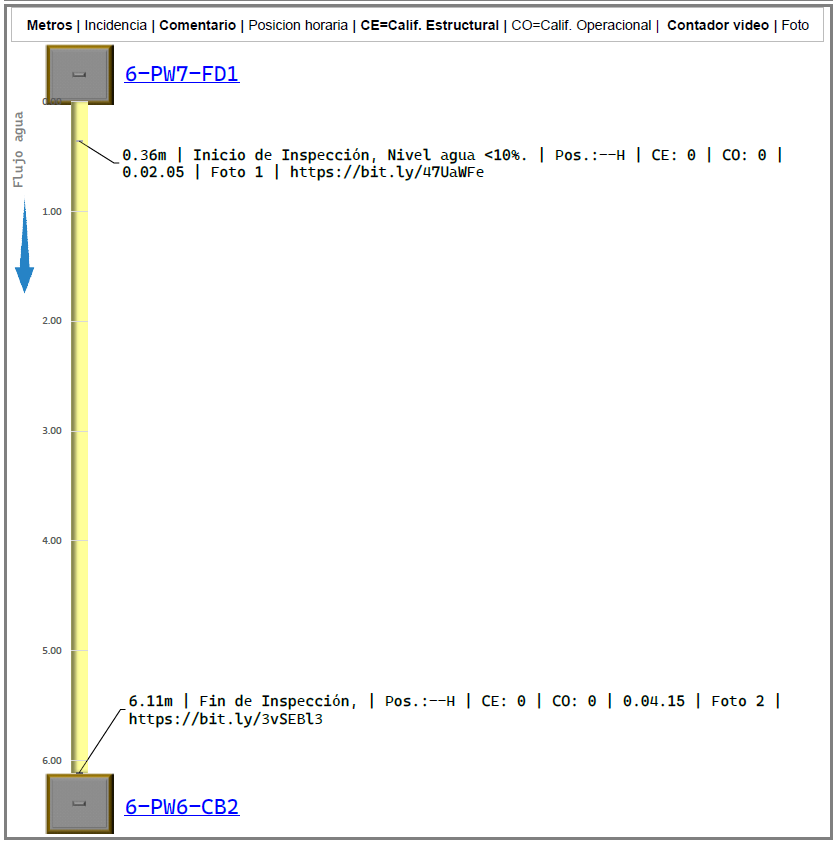 Metros | Incidencia | Comentario | Posicion horaria | CE=Calif. Estructural | CO=Calif. Operacional | Contador video | Foto
6-PW7-FD1
0.00
Flujo agua
0.36m | Inicio de Inspección, Nivel agua <10%. | Pos.:--H | CE: 0 | CO: 0 |
0.02.05 | Foto 1 | https://bit.ly/47UaWFe
1.00
2.00
3.00
4.00
5.00
6.11m | Fin de Inspección, | Pos.:--H | CE: 0 | CO: 0 | 0.04.15 | Foto 2 |
https://bit.ly/3vSEBl3
6.00
6-PW6-CB2